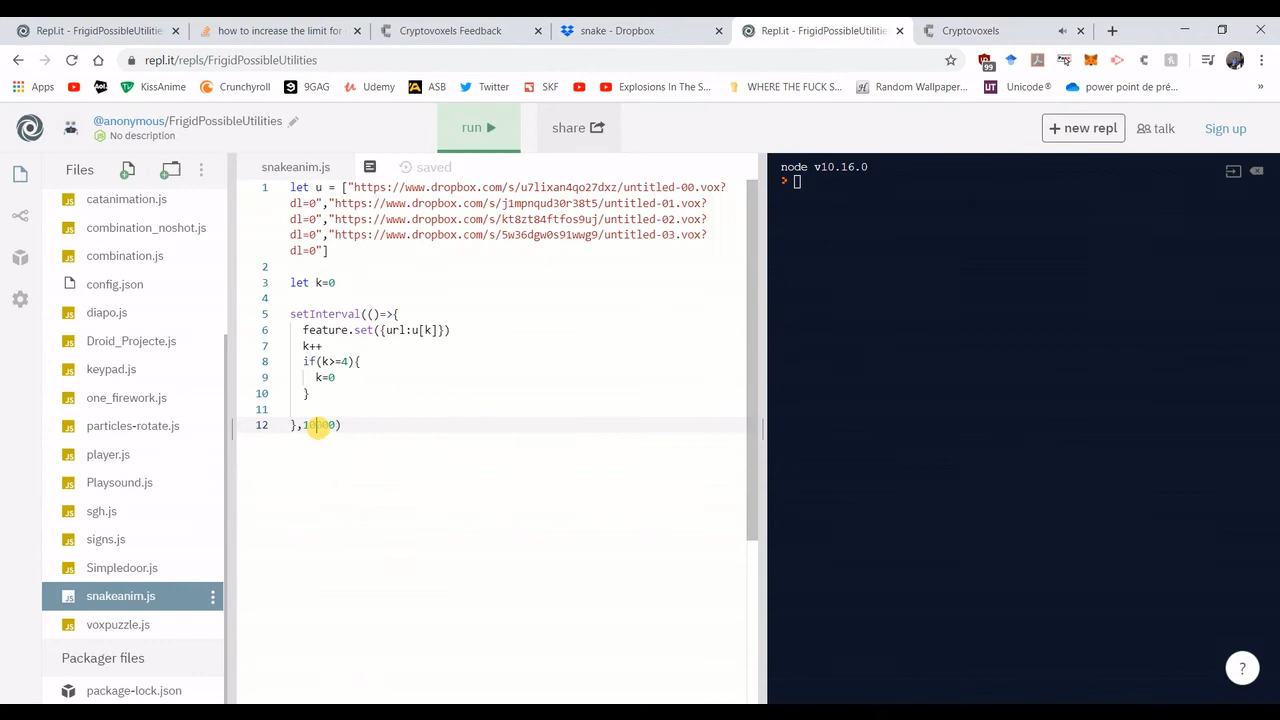 Repl.it - FrigidPossibleUtilities
how to increase the limit for
Cryptovoxels Feedback
snake - Dropbox
Repl.it - FrigidPossibleUtilities
Cryptovoxels
repl.it/repls/FrigidPossibleUtilities
99
Apps
KissAnime
Crunchyroll
9GAG
Udemy
ASB
Twitter
SKF
Explosions In The S...
WHERE THE FUCK S...
Random Wallpaper...
UT
Unicode®
power point de pré...
@anonymous/FrigidPossibleUtilities
No description
run
share
+ new repl
talk
Sign up
Files
catanimation.js
combination_noshot.js
combination.js
config.json
diapo.js
Droid_Projecte.js
keypad.js
one_firework.js
particles-rotate.js
player.js
Playsound.js
sgh.js
signs.js
Simpledoor.js
snakeanim.js
voxpuzzle.js
Packager files
package-lock.json
snakeanim.js
saved
1 let u = ["https://www.dropbox.com/s/u7lixan4qo27dxz/untitled-00.vox?
dl=0","https://www.dropbox.com/s/j1mpnqud30r38t5/untitled-01.vox?
dl=0","https://www.dropbox.com/s/kt8zt84ftfos9uj/untitled-02.vox?
dl=0","https://www.dropbox.com/s/5w36dgw0s91wwg9/untitled-03.vox?
dl=0"]
2
3 let k=0
4
5 setInterval(()=>{
6 feature.set({url:u[k]})
7 k++
8 if(k>=4){
9 k=0
10 }
11
12 },10000)
node v10.16.0
?